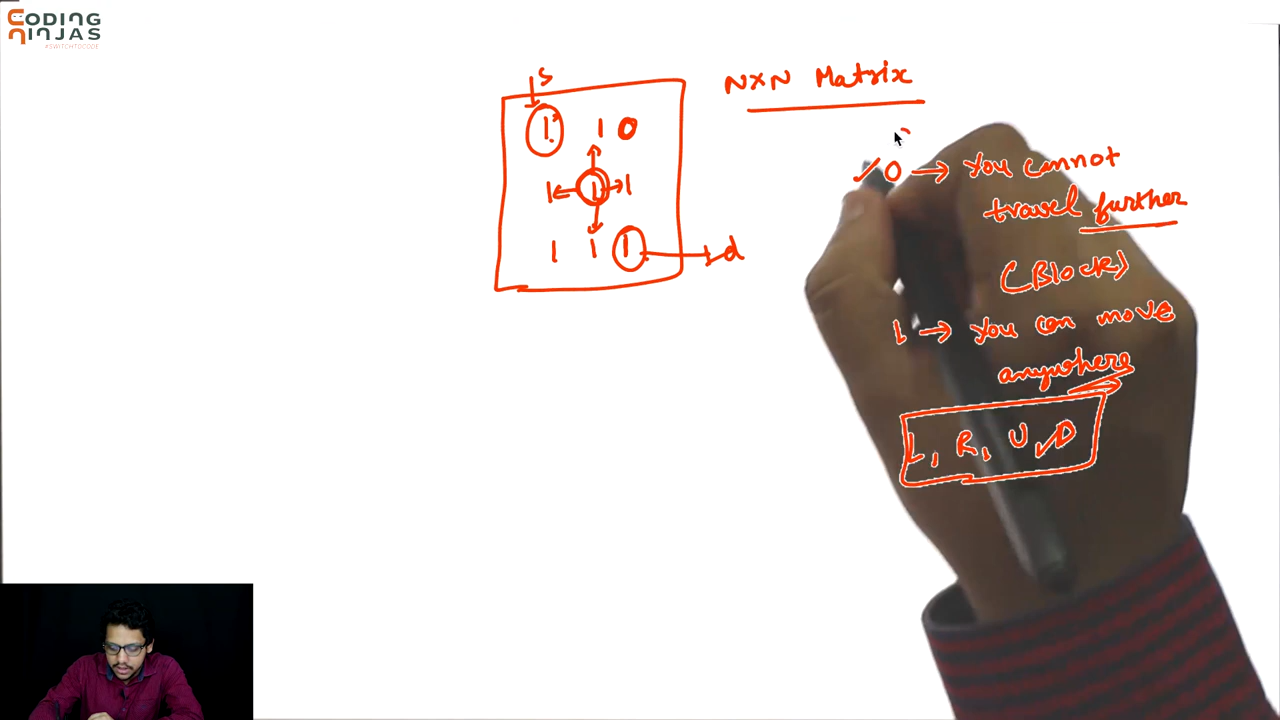 CODING
NINJAS
#SWITCHTOCODE
S
NXN Matrix
1 1 0
1 1 1
1 1 1 d
0 → You cannot
travel further
(Block)
1 → You can move
anywhere
L, R, U, D